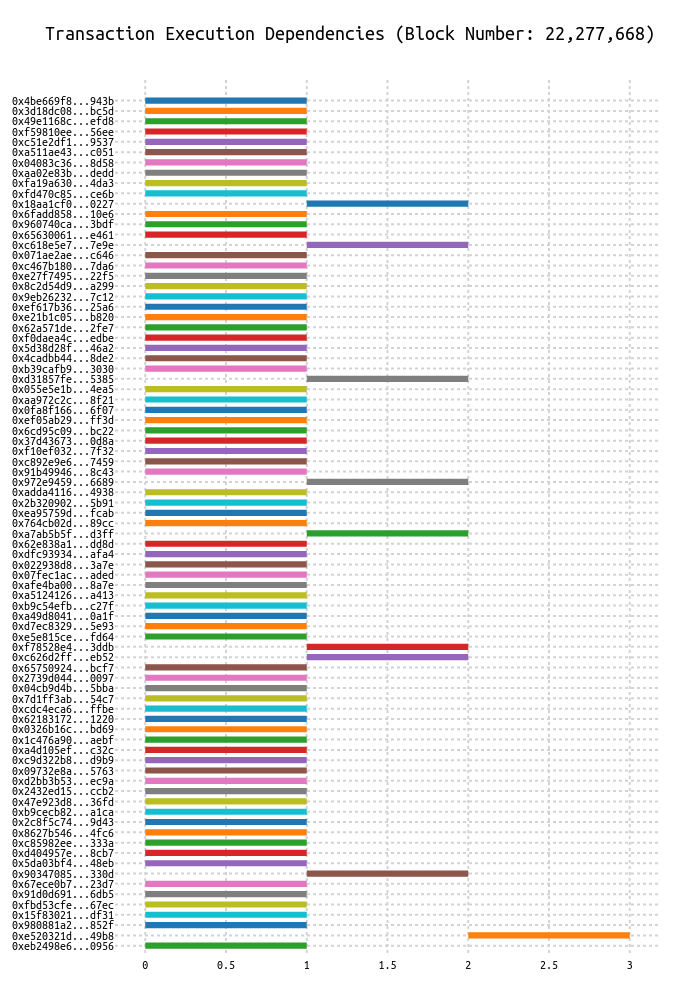 Transaction Execution Dependencies (Block Number: 22,277,668)
0x4be669f8...943b
0x3d18dc08...bc5d
0x49e1168c...efd8
0xf59810ee...56ee
0xc51e2df1...9537
0xa511ae43...c051
0x04083c36...8d58
0xaa02e83b...dedd
0xfa19a630...4da3
0xfd470c85...ce6b
0x18aa1cf0...0227
0x6fadd858...10e6
0x960740ca...3bdf
0x65630061...e461
0xc618e5e7...7e9e
0x071ae2ae...c646
0xc467b180...7da6
0xe27f7495...22f5
0x8c2d54d9...a299
0x9eb26232...7c12
0xef617b36...25a6
0xe21b1c05...b820
0x62a571de...2fe7
0xf0daea4c...edbe
0x5d38d28f...46a2
0x4cadbb44...8de2
0xb39cafb9...3030
0xd31857fe...5385
0x055e5e1b...4ea5
0xaa972c2c...8f21
0x0fa8f166...6f07
0xef05ab29...ff3d
0x6cd95c09...bc22
0x37d43673...0d8a
0xf10ef032...7f32
0xc892e9e6...7459
0x91b49946...8c43
0x972e9459...6689
0xadda4116...4938
0x2b320902...5b91
0xea95759d...fcab
0x764cb02d...89cc
0xa7ab5b5f...d3ff
0x62e838a1...dd8d
0xdfc93934...afa4
0x022938d8...3a7e
0x07fec1ac...aded
0xafe4ba00...8a7e
0xa5124126...a413
0xb9c54efb...c27f
0xa49d8041...0a1f
0xd7ec8329...5e93
0xe5e815ce...fd64
0xf78528e4...3ddb
0xc626d2ff...eb52
0x65750924...bcf7
0x2739d044...0097
0x04cb9d4b...5bba
0x7d1ff3ab...54c7
0xcdc4eca6...ffbe
0x62183172...1220
0x0326b16c...bd69
0x1c476a90...aebf
0xa4d105ef...c32c
0xc9d322b8...d9b9
0x09732e8a...5763
0xd2bb3b53...ec9a
0x2432ed15...ccb2
0x47e923d8...36fd
0xb9cecb82...a1ca
0x2c8f5c74...9d43
0x8627b546...4fc6
0xc85982ee...333a
0xd404957e...8cb7
0x5da03bf4...48eb
0x90347085...330d
0x67ece0b7...23d7
0x91d0d691...6db5
0xfbd53cfe...67ec
0x15f83021...df31
0x980881a2...852f
0xe520321d...49b8
0xeb2498e6...0956
0 0.5 1 1.5 2 2.5 3